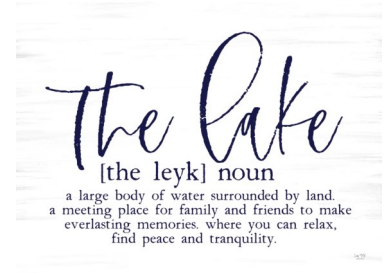 the lake
[the leyk] noun
a large body of water surrounded by land.
a meeting place for family and friends to make
everlasting memories. where you can relax,
find peace and tranquility.